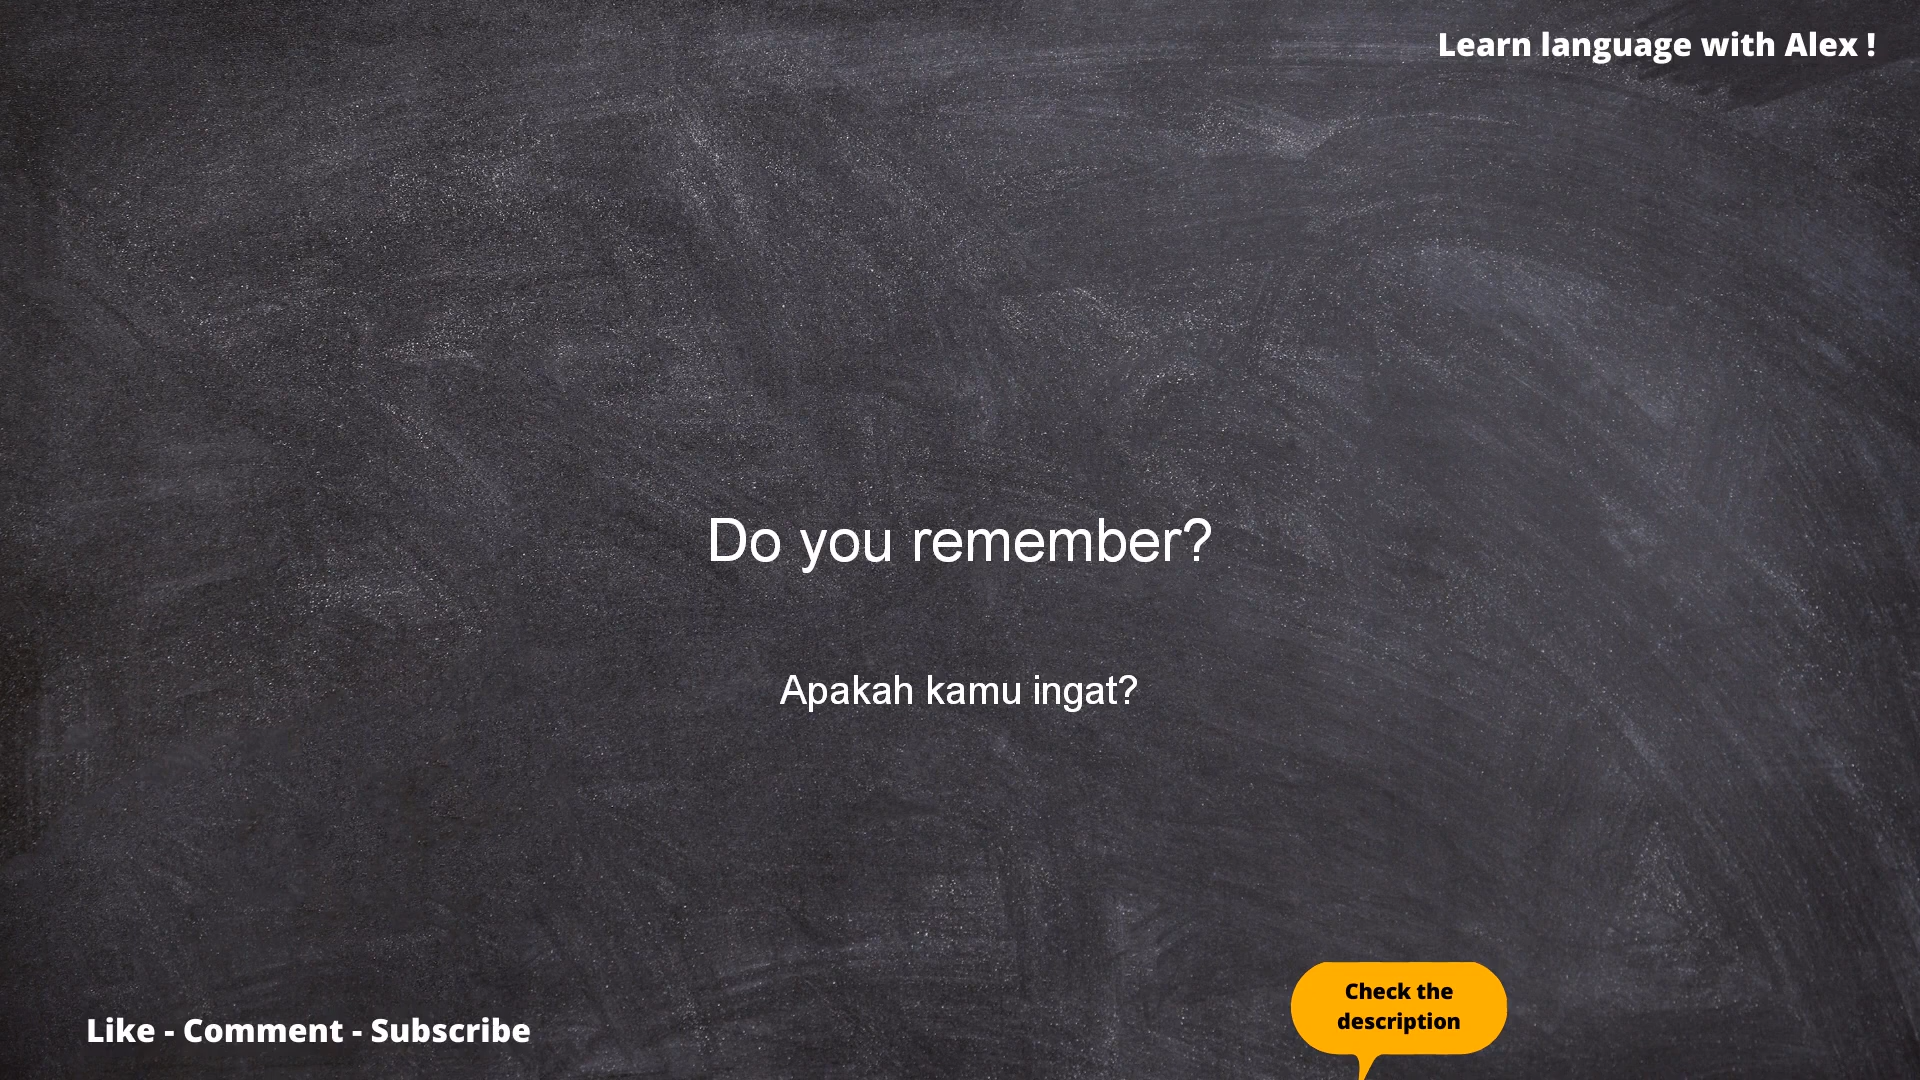 Learn language with Alex !
Do you remember?
Apakah kamu ingat?
Check the
description
Like - Comment - Subscribe